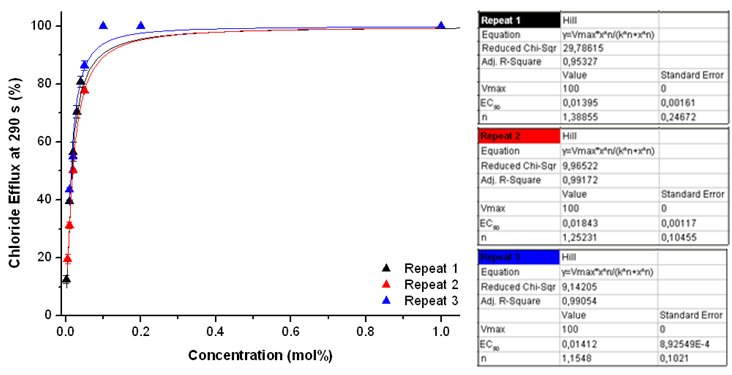 100
80
60
40
20
0
Chloride Efflux at 290 s (%)
0.0 0.2 0.4 0.6 0.8 1.0
Concentration (mol%)
Repeat 1
Repeat 2
Repeat 3
Repeat 1 Hill
Equation y=Vmax*x^n/(k^n+x^n)
Reduced Chi-Sqr 29,78615
Adj. R-Square 0,95327
Value Standard Error
Vmax 100 0
EC50 0,01395 0,00161
n 1,38855 0,24672
Repeat 2 Hill
Equation y=Vmax*x^n/(k^n+x^n)
Reduced Chi-Sqr 9,96522
Adj. R-Square 0,99172
Value Standard Error
Vmax 100 0
EC50 0,01843 0,00117
n 1,25231 0,10455
Repeat 3 Hill
Equation y=Vmax*x^n/(k^n+x^n)
Reduced Chi-Sqr 9,14205
Adj. R-Square 0,99054
Value Standard Error
Vmax 100 0
EC50 0,01412 8,92549E-4
n 1,1548 0,1021